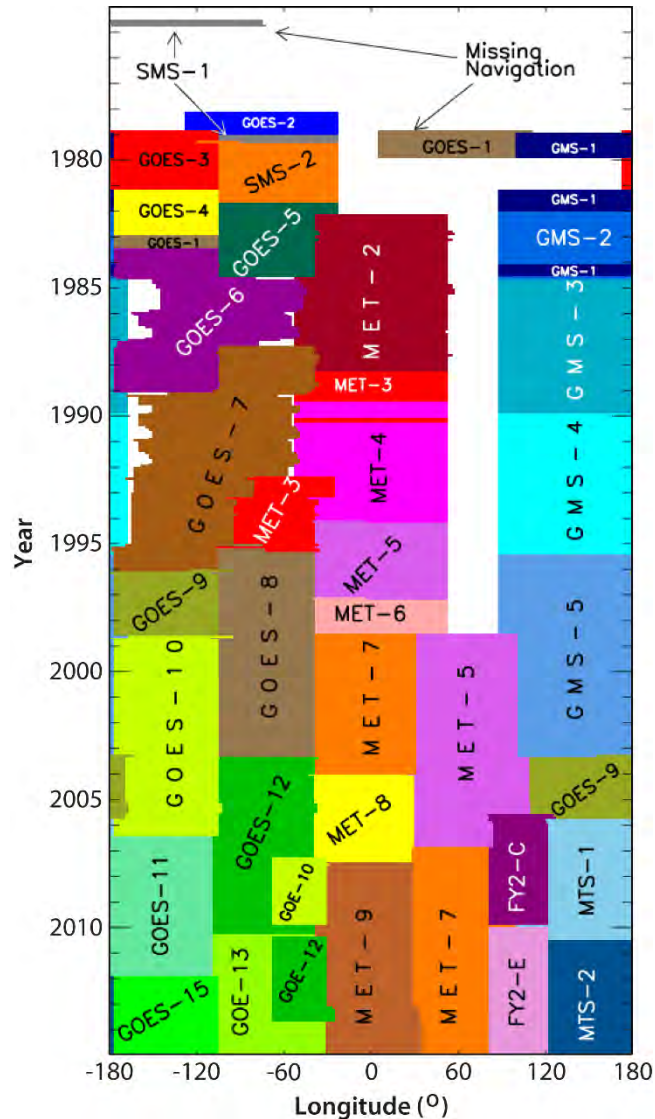 Missing
Navigation
SMS-1
GOES-2
GOES-3
GOES-1
GMS-1
SMS-2
GOES-4
GMS-1
GOES-5
GMS-2
GOES-1
MET-2
GMS-1
GOES-6
GMS-3
MET-3
GOES-7
MET-4
GMS-4
MET-3
MET-5
GOES-9
GOES-8
MET-6
GMS-5
GOES-10
MET-7
MET-5
GOES-12
MET-8
GOES-9
GOES-11
GOE-10
FY2-C
MTS-1
GOES-15
GOE-13
GOE-12
MET-9
MET-7
FY2-E
MTS-2
Year
1980
1985
1990
1995
2000
2005
2010
-180 -120 -60 0 60 120 180
Longitude (O)